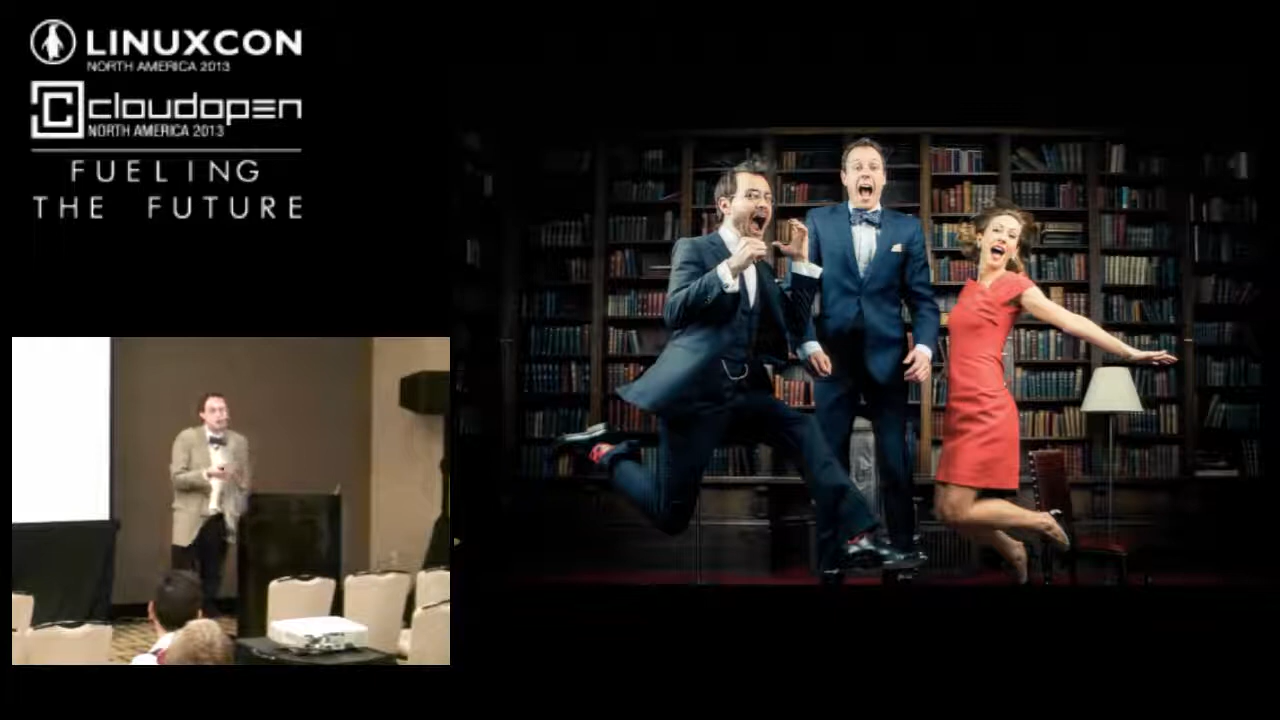 LINUXCON
NORTH AMERICA 2013
cloudopen
NORTH AMERICA 2013
FUELING
THE FUTURE